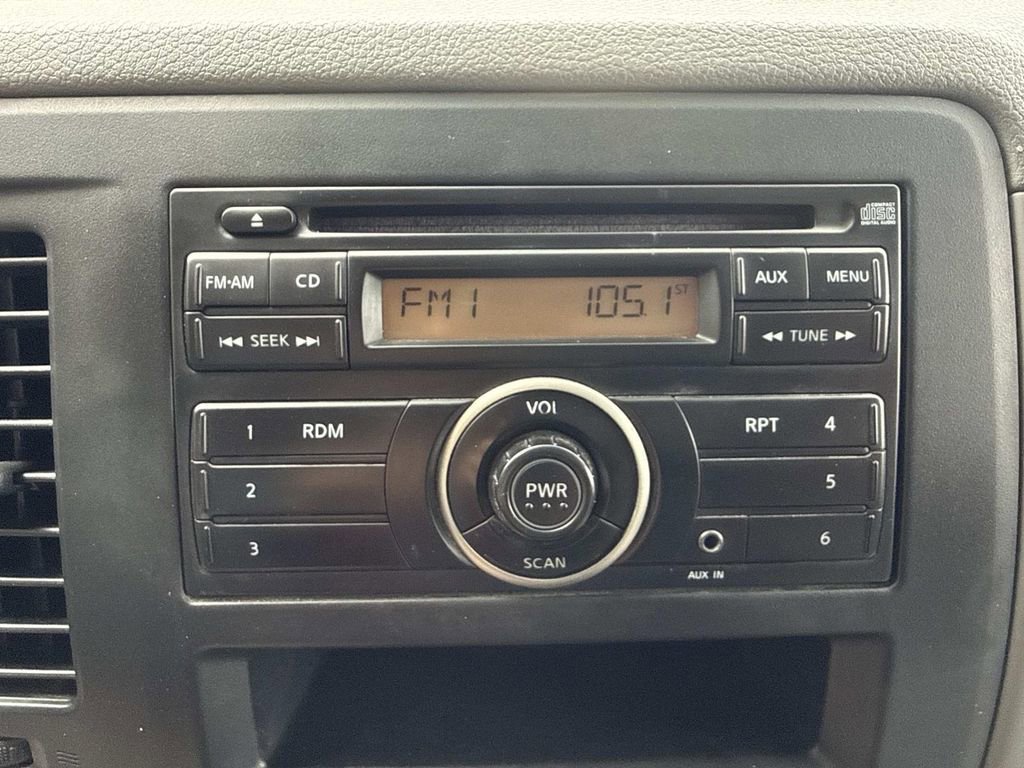 COMPACT
disc
DIGITAL AUDIO
FM•AM CD
FM1 105.1 ST
AUX MENU
SEEK
TUNE
VOL
1 RDM
RPT 4
2
PWR
5
3
SCAN
6
AUX IN